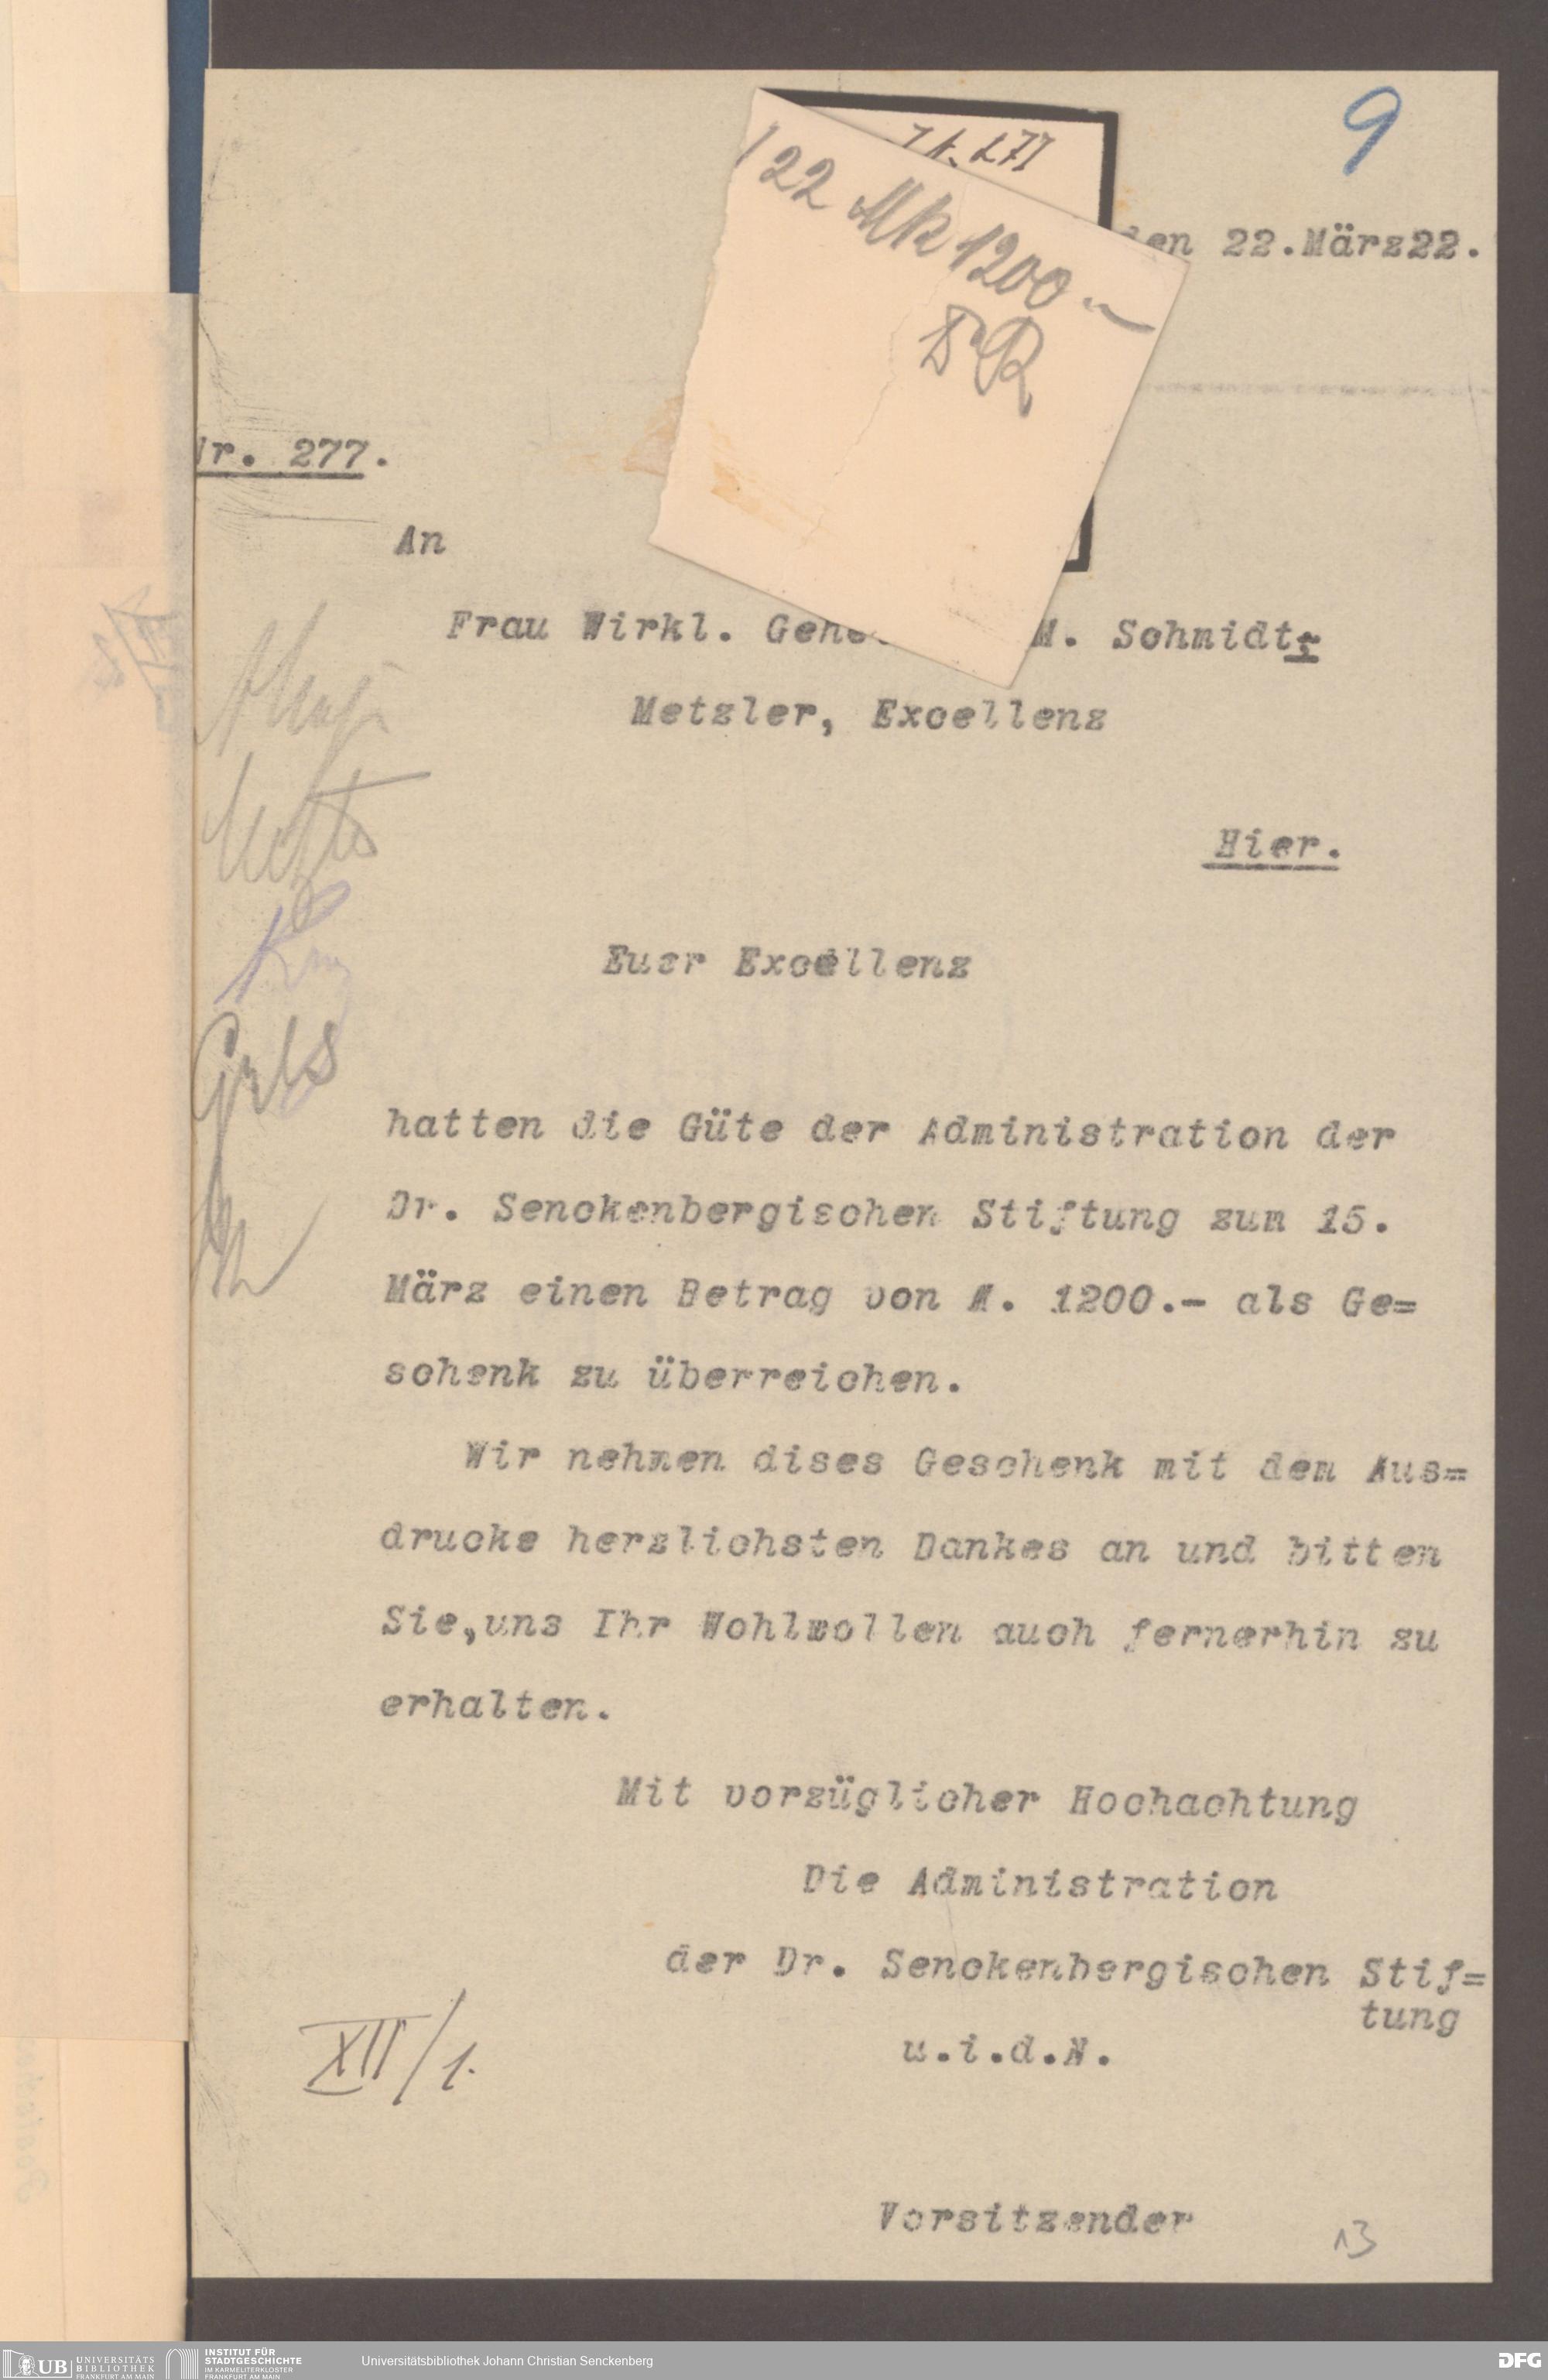 9
22 Mk 1200.-
den 22.März22.
Nr. 277.
An
Frau Wirkl. Gehe M. Schmidt-
Metzler, Excellenz
Hier.
Euer Excellenz
hatten die Güte der Administration der
Dr. Senckenbergischen Stiftung zum 15.
März einen Betrag von M. 1200.- als Ge=
schenk zu überreichen.
Wir nehmen dises Geschenk mit dem Aus=
drucke herzlichsten Dankes an und bitten
Sie,uns Ihr Wohlwollen auch fernerhin zu
erhalten.
Mit vorzüglicher Hochachtung
Die Administration
der Dr. Senckenbergischen Stif=
tung
u.i.d.N.
XII/1.
Vorsitzender
13
UB UNIVERSITÄTS
BIBLIOTHEK
FRANKFURT AM MAIN
INSTITUT FÜR
STADTGESCHICHTE
IM KARMELITERKLOSTER
FRANKFURT AM MAIN
Universitätsbibliothek Johann Christian Senckenberg
DFG